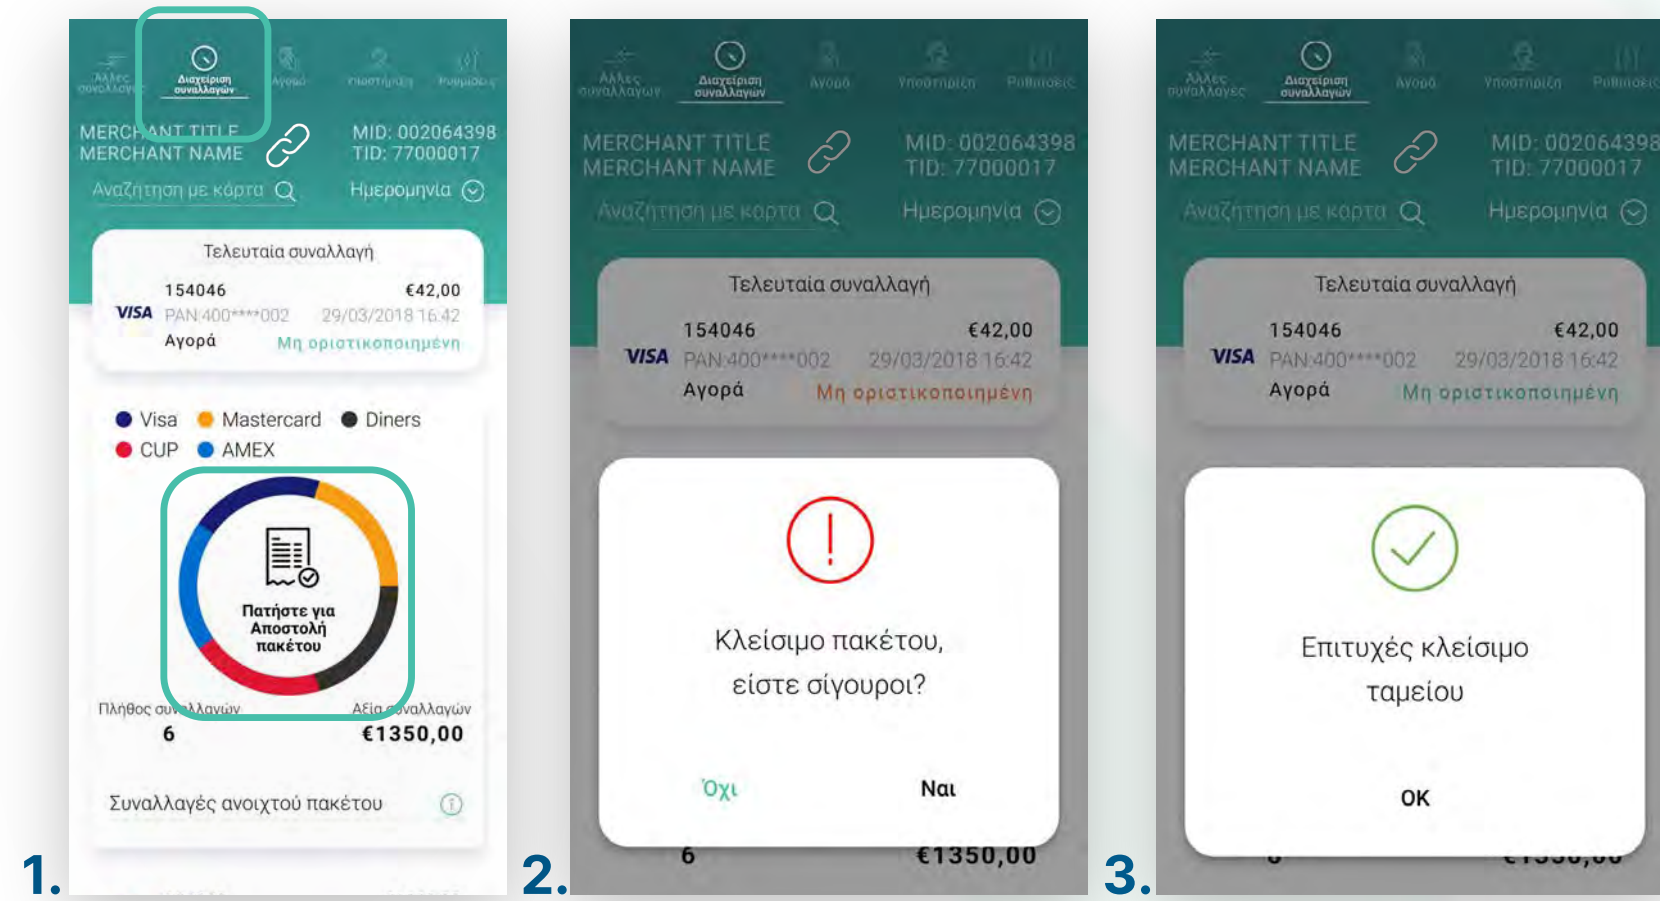 Άλλες
συναλλαγές
Διαχείριση
συναλλαγών
Αγορά
Υποστήριξη
Ρυθμίσεις
MERCHANT TITLE
MERCHANT NAME
MID: 002064398
TID: 77000017
Αναζήτηση με κάρτα
Ημερομηνία
Τελευταία συναλλαγή
154046 €42,00
VISA PAN:400****002 29/03/2018 16:42
Αγορά Μη οριστικοποιημένη
Visa Mastercard Diners
CUP AMEX
Πατήστε για
Αποστολή
πακέτου
Πλήθος συναλλαγών Αξία συναλλαγών
6 €1350,00
Συναλλαγές ανοιχτού πακέτου
1.
Άλλες
συναλλαγών
Διαχείριση
συναλλαγών
Αγορά
Υποστήριξη
Ρυθμίσεις
MERCHANT TITLE
MERCHANT NAME
MID: 002064398
TID: 77000017
Αναζήτηση με κάρτα
Ημερομηνία
Τελευταία συναλλαγή
154046 €42,00
VISA PAN:400****002 29/03/2018 16:42
Αγορά Μη οριστικοποιημένη
Κλείσιμο πακέτου,
είστε σίγουροι?
Όχι Ναι
6 €1350,00
2.
Άλλες
συναλλαγές
Διαχείριση
συναλλαγών
Αγορά
Υποστήριξη
Ρυθμίσεις
MERCHANT TITLE
MERCHANT NAME
MID: 002064398
TID: 77000017
Αναζήτηση με κάρτα
Ημερομηνία
Τελευταία συναλλαγή
154046 €42,00
VISA PAN:400****002 29/03/2018 16:42
Αγορά Μη οριστικοποιημένη
Επιτυχές κλείσιμο
ταμείου
OK
3.